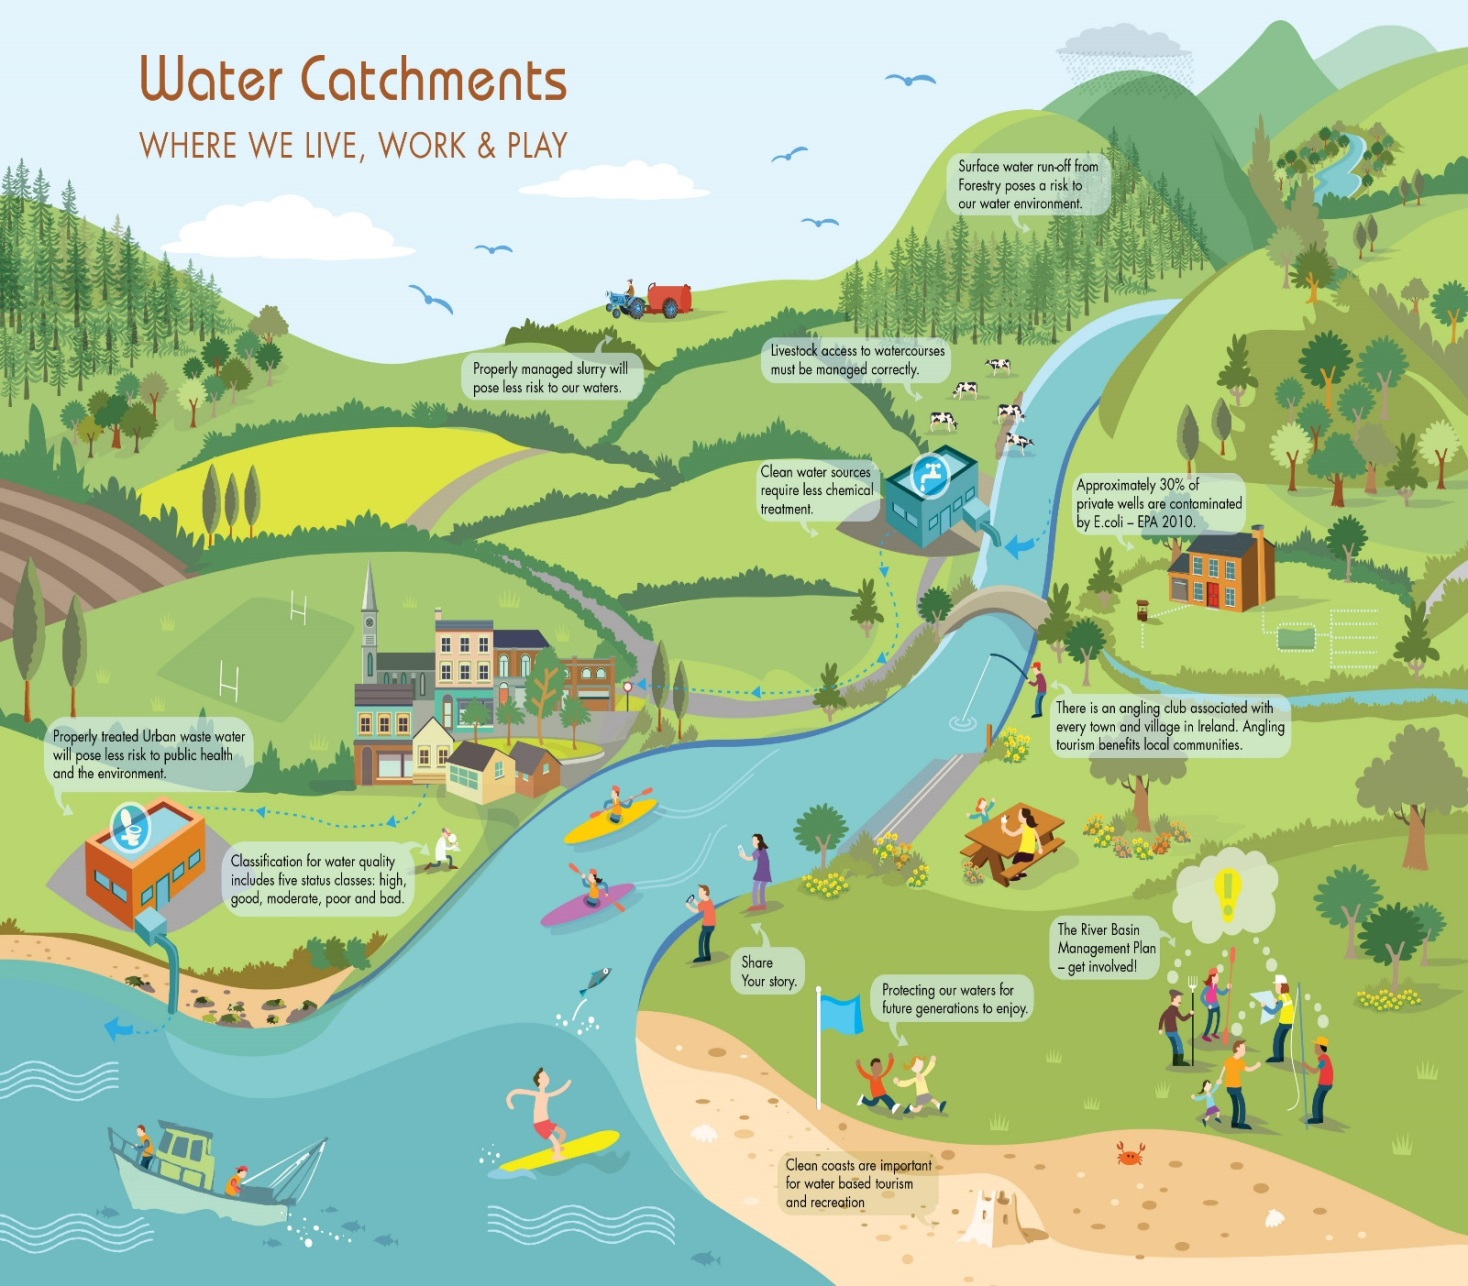 Water Catchments
WHERE WE LIVE, WORK & PLAY
Surface water run-off from
Forestry poses a risk to
our water environment.
Properly managed slurry will
pose less risk to our waters.
Livestock access to watercourses
must be managed correctly.
Clean water sources
require less chemical
treatment.
Approximately 30% of
private wells are contaminated
by E.coli – EPA 2010.
There is an angling club associated with
every town and village in Ireland. Angling
tourism benefits local communities.
Properly treated Urban waste water
will pose less risk to public health
and the environment.
Classification for water quality
includes five status classes: high,
good, moderate, poor and bad.
Share
Your story.
The River Basin
Management Plan
– get involved!
Protecting our waters for
future generations to enjoy.
Clean coasts are important
for water based tourism
and recreation